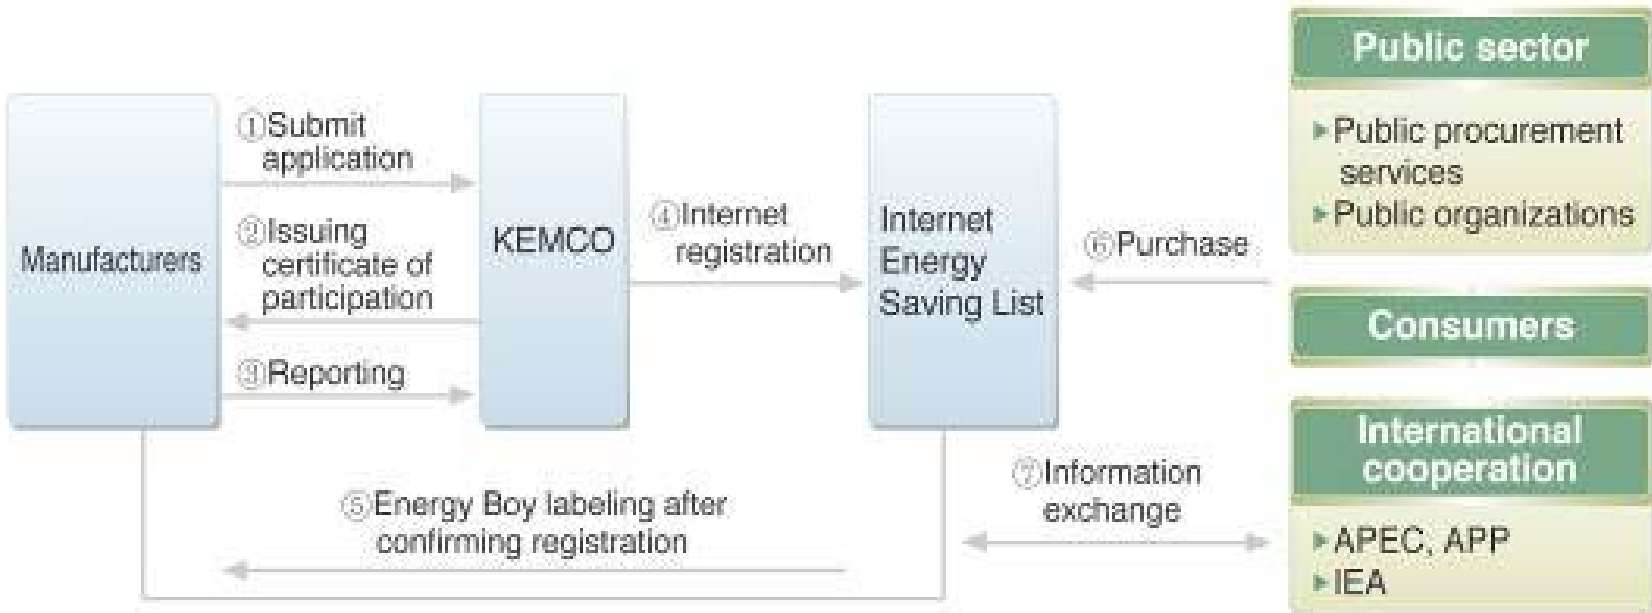 Manufacturers
①Submit
application
②Issuing
certificate of
participation
③Reporting
KEMCO
④Internet
registration
Internet
Energy
Saving List
⑤Energy Boy labeling after
confirming registration
⑥Purchase
⑦Information
exchange
Public sector
▸Public procurement
services
▸Public organizations
Consumers
International
cooperation
▸APEC, APP
▸IEA